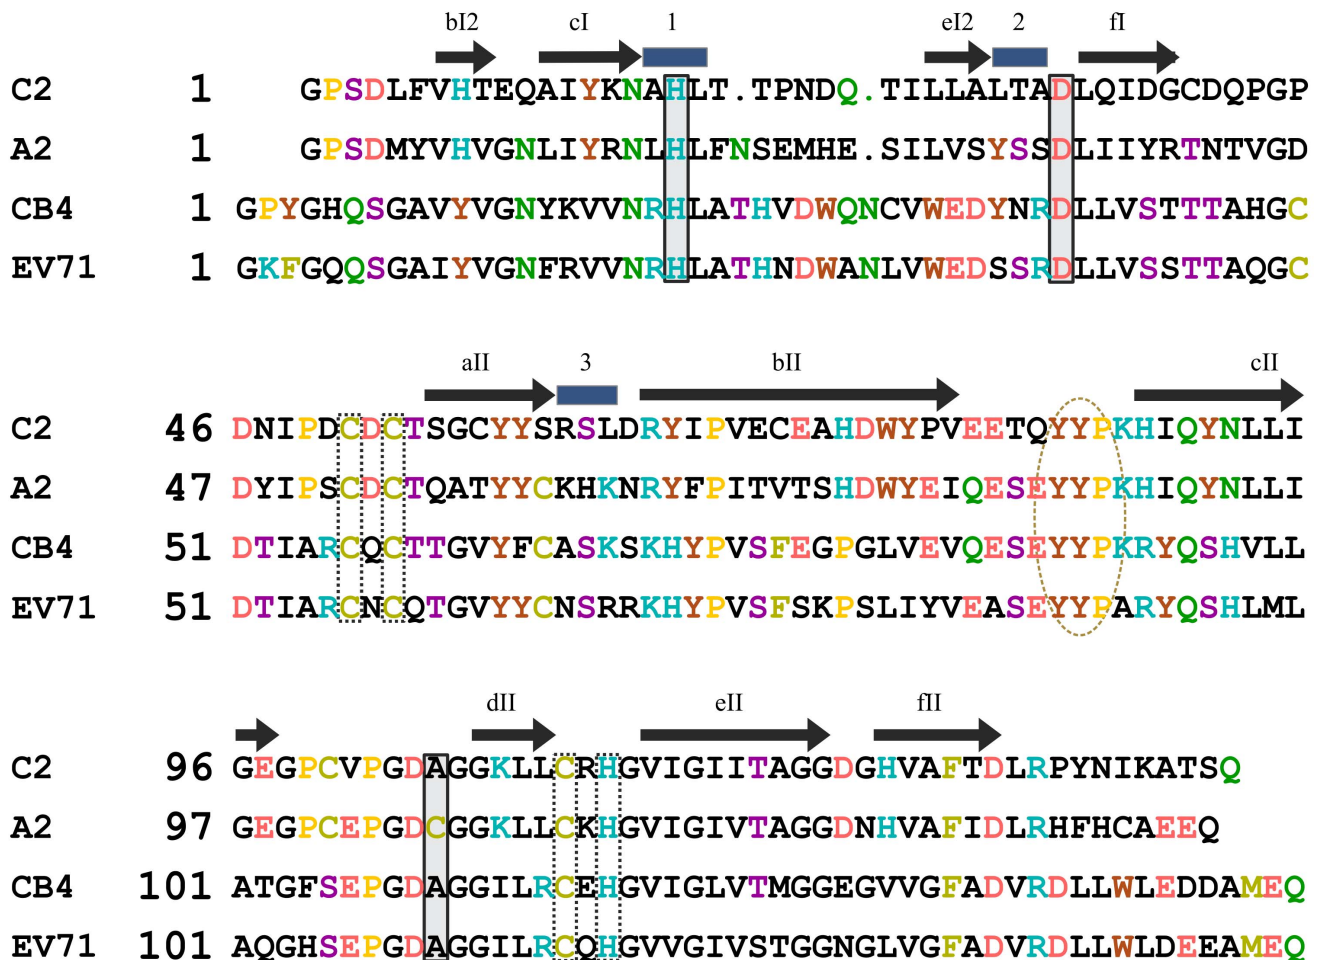 bI2 cI 1 eI2 2 fI
C2 1 GPSDLFVHTEQAIYKNAHLT.TPNDQ.TILLALTADLQIDGCDQPGP
A2 1 GPSDMYVHVGNLIYRNLHLFNSEMHE.SILVSYSSDLIIYRTNTVGD
CB4 1 GPYGHQSGAVYVGNYKVVNRHLATHVDWQNCVWEDYNRDLLVSTTTAHGC
EV71 1 GKFGQQSGAIYVGNFRVVNRHLATHNDWANLVWEDSSRDLLVSSTTAQGC
aII 3 bII cII
C2 46 DNIPDCDCTSGCYYSRSLDRYIPVECEAHDWYPVEETQYYPKHIQYNLLI
A2 47 DYIPSCDCTQATYYCKHKNRYFPITVTSHDWYEIQESEYYPKHIQYNLLI
CB4 51 DTIARCQCTTGVYFCASKSKHYPVSFEGPGLVEVQESEYYPKRYQSHVLL
EV71 51 DTIARCNCQTGVYYCNSRRKHYPVSFSKPSLIYVEASEYYPARYQSHLML
dII eII fII
C2 96 GEGPCVPGDAGGKLLCRHGVIGIITAGGDGHVAFTDLRPYNIKATSQ
A2 97 GEGPCEPGDCGGKLLCKHGVIGIVTAGGDNHVAFIDLRHFHCAEEQ
CB4 101 ATGFSEPGDAGGILRCEHGVIGLVTMGGEGVVGFADVRDLLWLEDDAMEQ
EV71 101 AQGHSEPGDAGGILRCQHGVVGIVSTGGNGLVGFADVRDLLWLDEEAMEQ